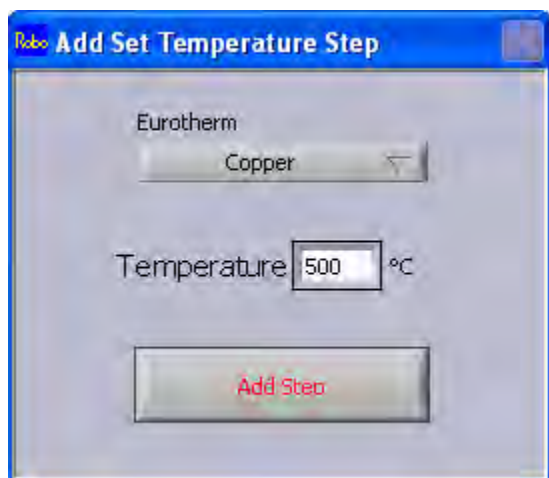 Robo Add Set Temperature Step
Eurotherm
Copper
Temperature 500 °C
Add Step